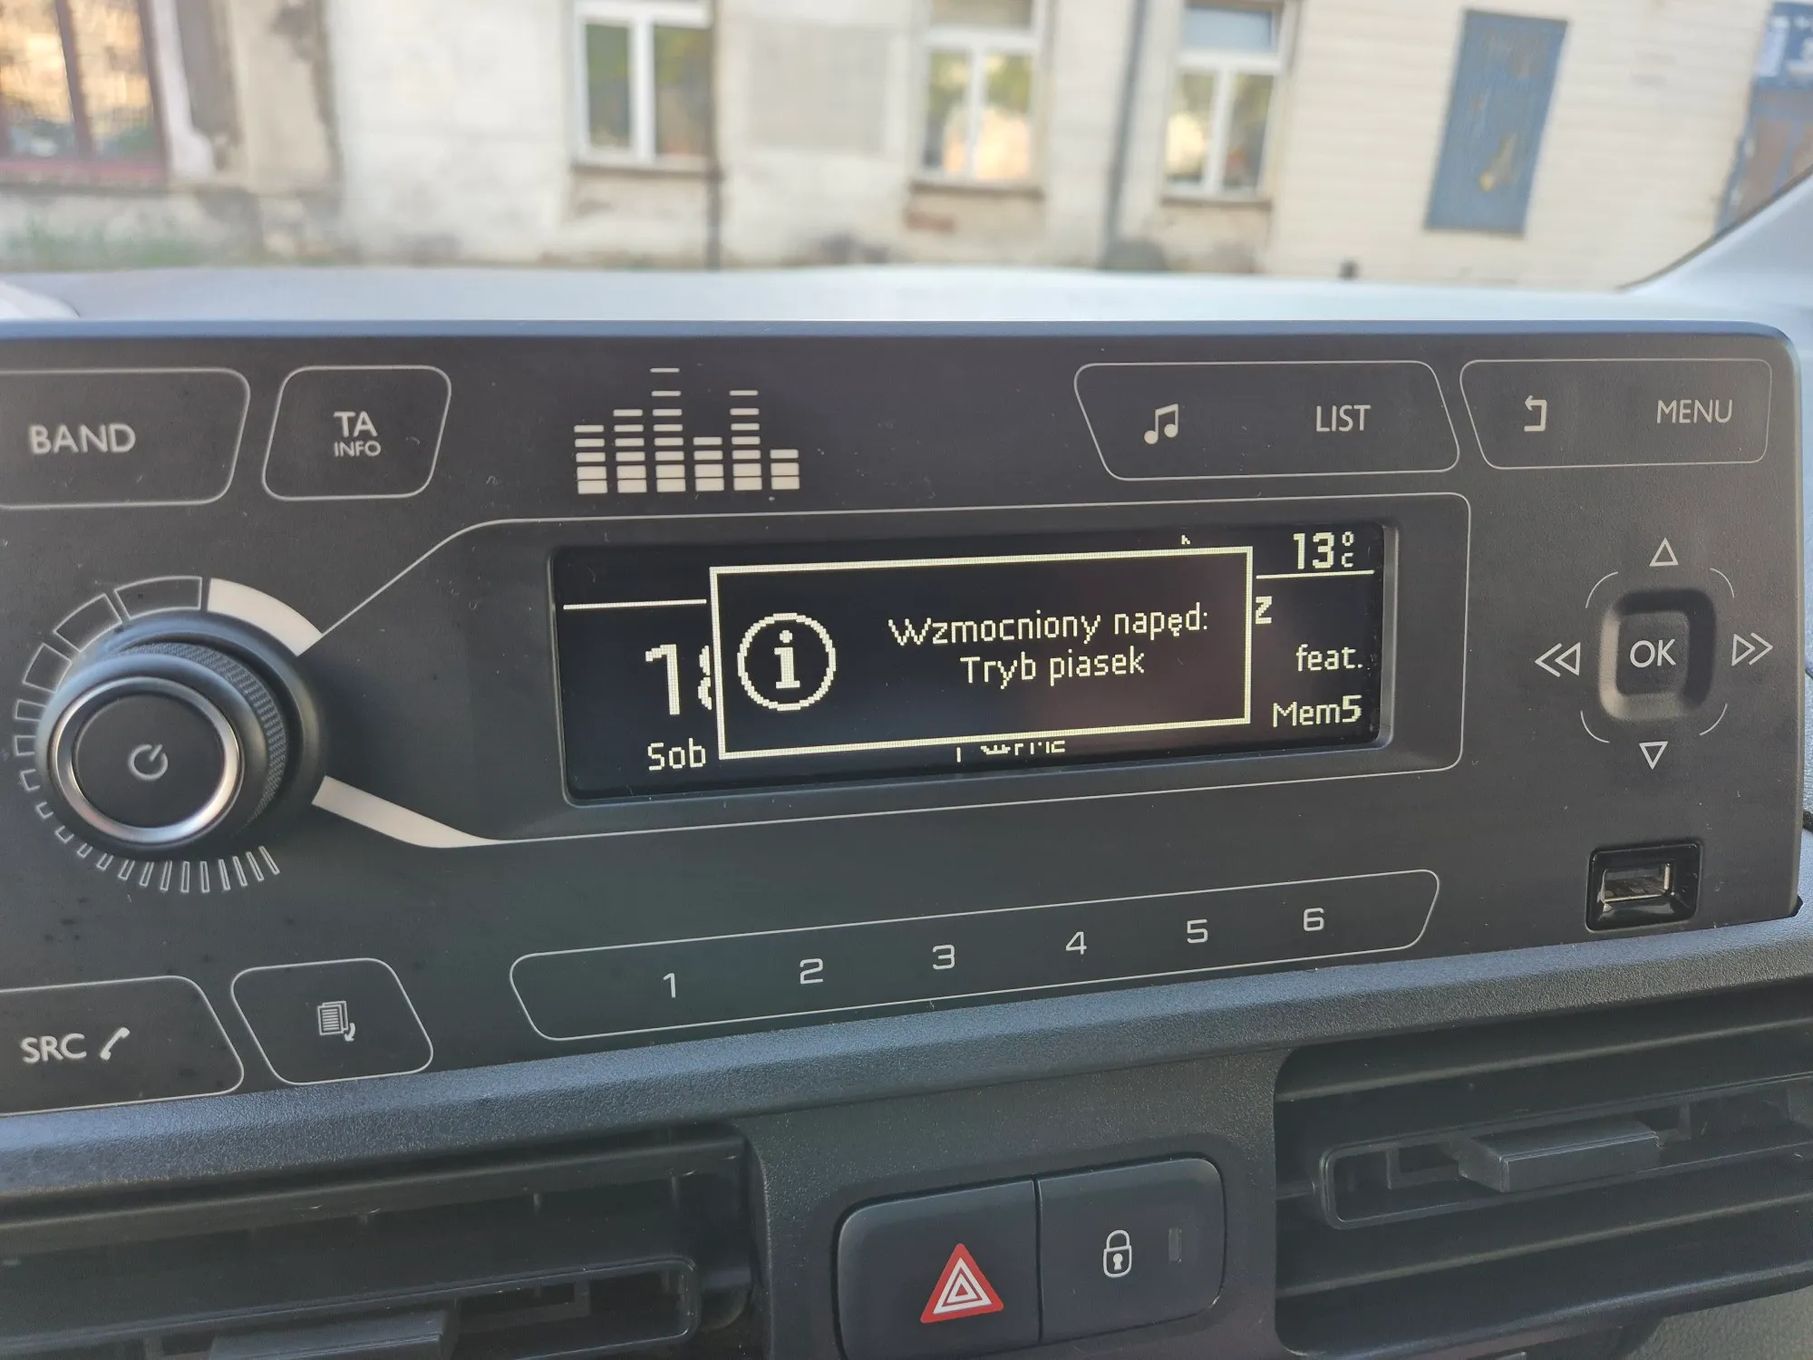 BAND
TA
INFO
LIST
MENU
13°C
Wzmocniony napęd:
Tryb piasek
z
feat.
Mem5
Sob
OK
1 2 3 4 5 6
SRC